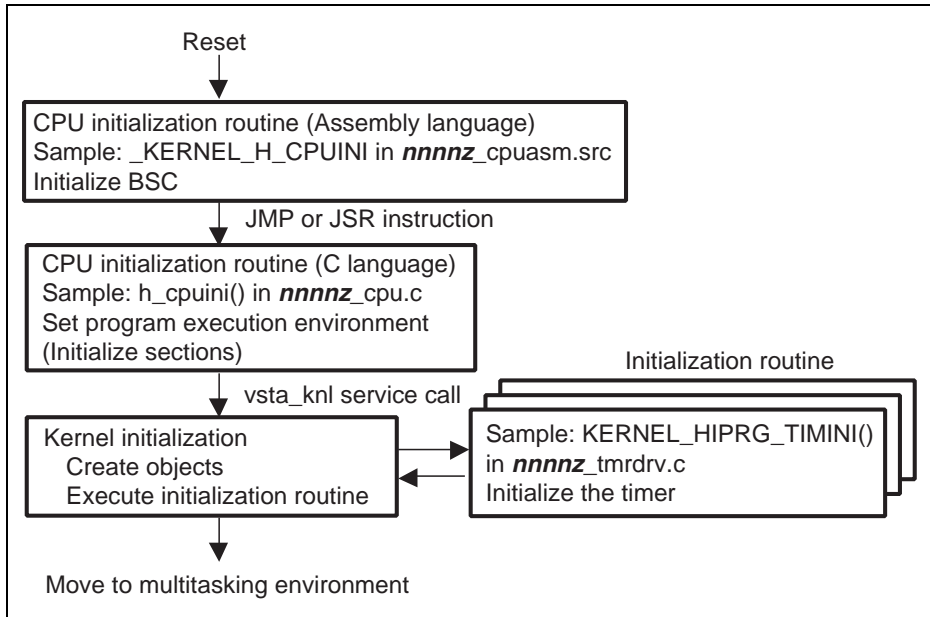 Reset
CPU initialization routine (Assembly language)
Sample: _KERNEL_H_CPUINI in nnnnz_cpuasm.src
Initialize BSC
JMP or JSR instruction
CPU initialization routine (C language)
Sample: h_cpuini() in nnnnz_cpu.c
Set program execution environment
(Initialize sections)
vsta_knl service call
Initialization routine
Kernel initialization
Create objects
Execute initialization routine
Sample: KERNEL_HIPRG_TIMINI()
in nnnnz_tmrdrv.c
Initialize the timer
Move to multitasking environment